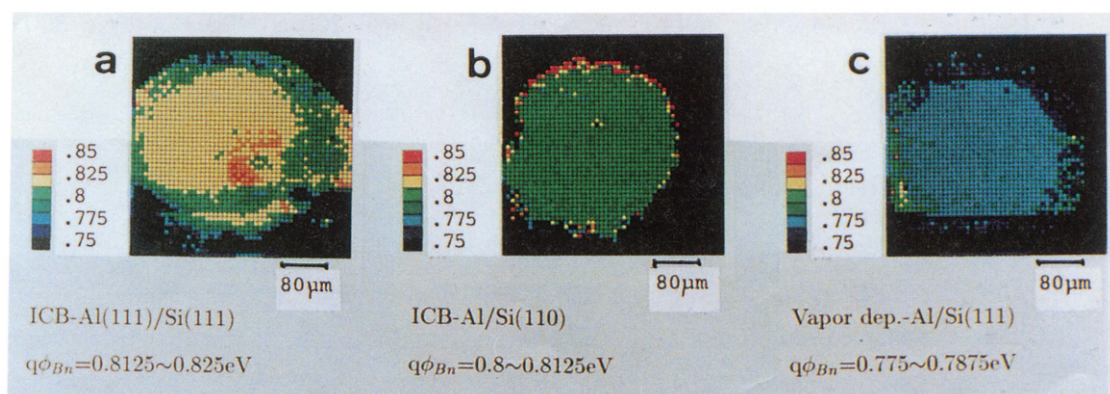 a
.85
.825
.8
.775
.75
80μm
ICB-Al(111)/Si(111)
qϕBn=0.8125~0.825eV
b
.85
.825
.8
.775
.75
80μm
ICB-Al/Si(110)
qϕBn=0.8~0.8125eV
c
.85
.825
.8
.775
.75
80μm
Vapor dep.-Al/Si(111)
qϕBn=0.775~0.7875eV